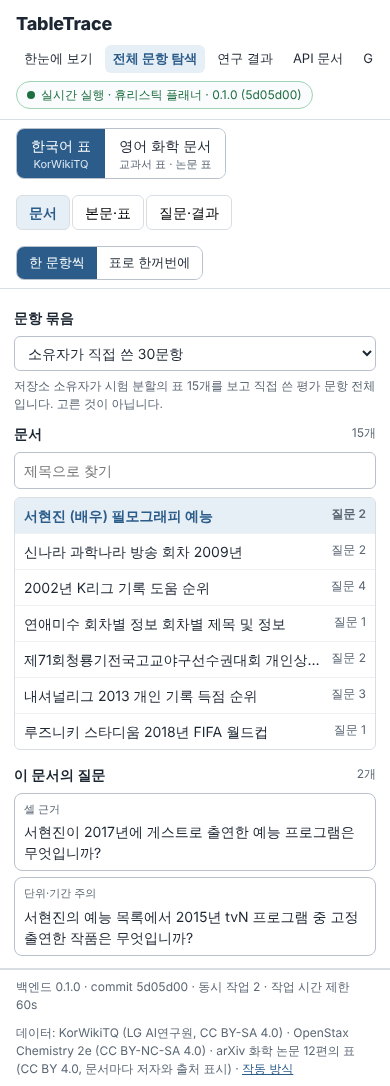 TableTrace
한눈에 보기 전체 문항 탐색 연구 결과 API 문서 G
실시간 실행 · 휴리스틱 플래너 · 0.1.0 (5d05d00)
한국어 표 영어 화학 문서
KorWikiTQ 교과서 표 · 논문 표
문서 본문·표 질문·결과
한 문항씩 표로 한꺼번에
문항 묶음
소유자가 직접 쓴 30문항
저장소 소유자가 시험 분할의 표 15개를 보고 직접 쓴 평가 문항 전체
입니다. 고른 것이 아닙니다.
문서 15개
제목으로 찾기
서현진 (배우) 필모그래피 예능 질문 2
신나라 과학나라 방송 회차 2009년 질문 2
2002년 K리그 기록 도움 순위 질문 4
연애미수 회차별 정보 회차별 제목 및 정보 질문 1
제71회청룡기전국고교야구선수권대회 개인상... 질문 2
내셔널리그 2013 개인 기록 득점 순위 질문 3
루즈니키 스타디움 2018년 FIFA 월드컵 질문 1
이 문서의 질문 2개
셀 근거
서현진이 2017년에 게스트로 출연한 예능 프로그램은
무엇입니까?
단위·기간 주의
서현진의 예능 목록에서 2015년 tvN 프로그램 중 고정
출연한 작품은 무엇입니까?
백엔드 0.1.0 · commit 5d05d00 · 동시 작업 2 · 작업 시간 제한
60s
데이터: KorWikiTQ (LG AI연구원, CC BY-SA 4.0) · OpenStax
Chemistry 2e (CC BY-NC-SA 4.0) · arXiv 화학 논문 12편의 표
(CC BY 4.0, 문서마다 저자와 출처 표시) · 작동 방식